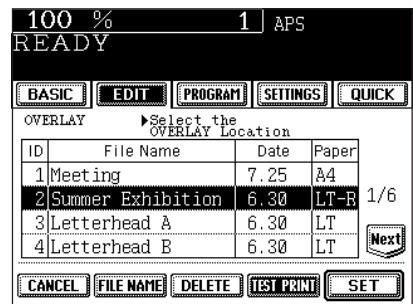 100 % 1 APS
READY
BASIC EDIT PROGRAM SETTINGS QUICK
OVERLAY ▶Select the
OVERLAY Location
ID File Name Date Paper
1 Meeting 7.25 A4
2 Summer Exhibition 6.30 LT-R 1/6
3 Letterhead A 6.30 LT
4 Letterhead B 6.30 LT Next
CANCEL FILE NAME DELETE TEST PRINT SET